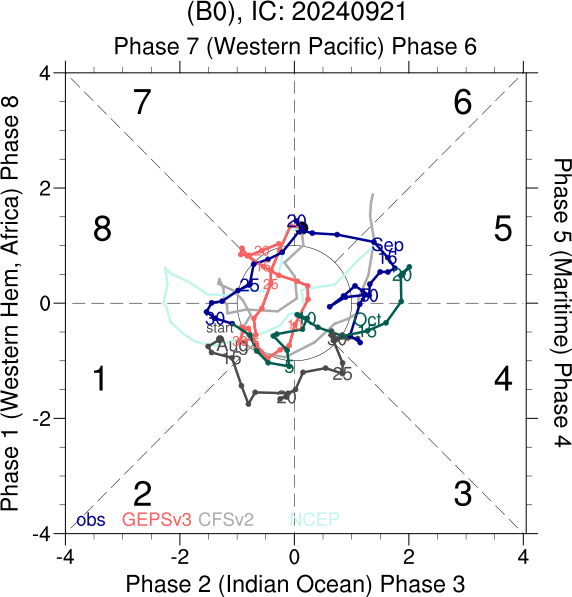 (B0), IC: 20240921
Phase 7 (Western Pacific) Phase 6
Phase 1 (Western Hem, Africa) Phase 8
Phase 5 (Maritime) Phase 4
4
2
0
-2
-4
7
6
8
5
1
4
2
3
20
Sep
15
20
25
25
30
30
start
Aug
15
Oct
5
10
5
25
20
obs GEPSv3 CFSv2 NCEP
-4 -2 0 2 4
Phase 2 (Indian Ocean) Phase 3